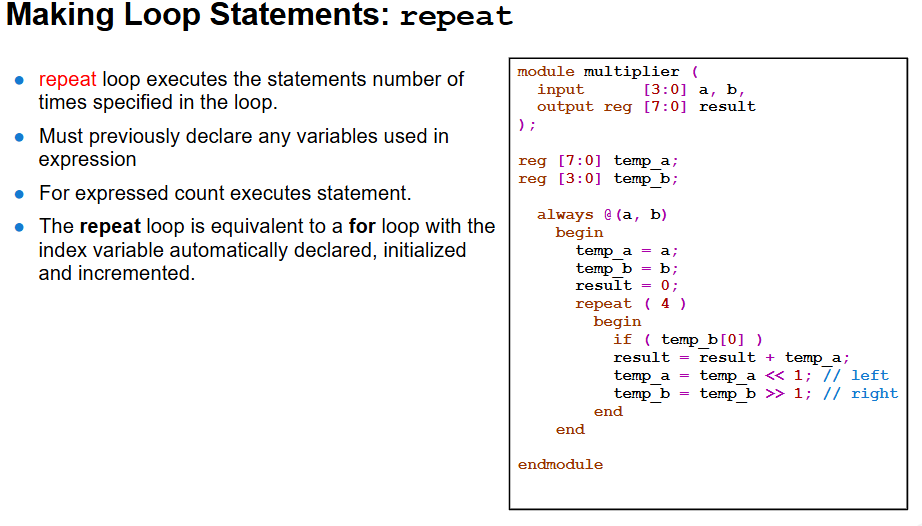 Making Loop Statements: repeat
repeat loop executes the statements number of
times specified in the loop.
Must previously declare any variables used in
expression
For expressed count executes statement.
The repeat loop is equivalent to a for loop with the
index variable automatically declared, initialized
and incremented.
module multiplier (
input [3:0] a, b,
output reg [7:0] result
);
reg [7:0] temp_a;
reg [3:0] temp_b;
always @(a, b)
begin
temp_a = a;
temp_b = b;
result = 0;
repeat ( 4 )
begin
if ( temp_b[0] )
result = result + temp_a;
temp_a = temp_a << 1; // left
temp_b = temp_b >> 1; // right
end
end
endmodule